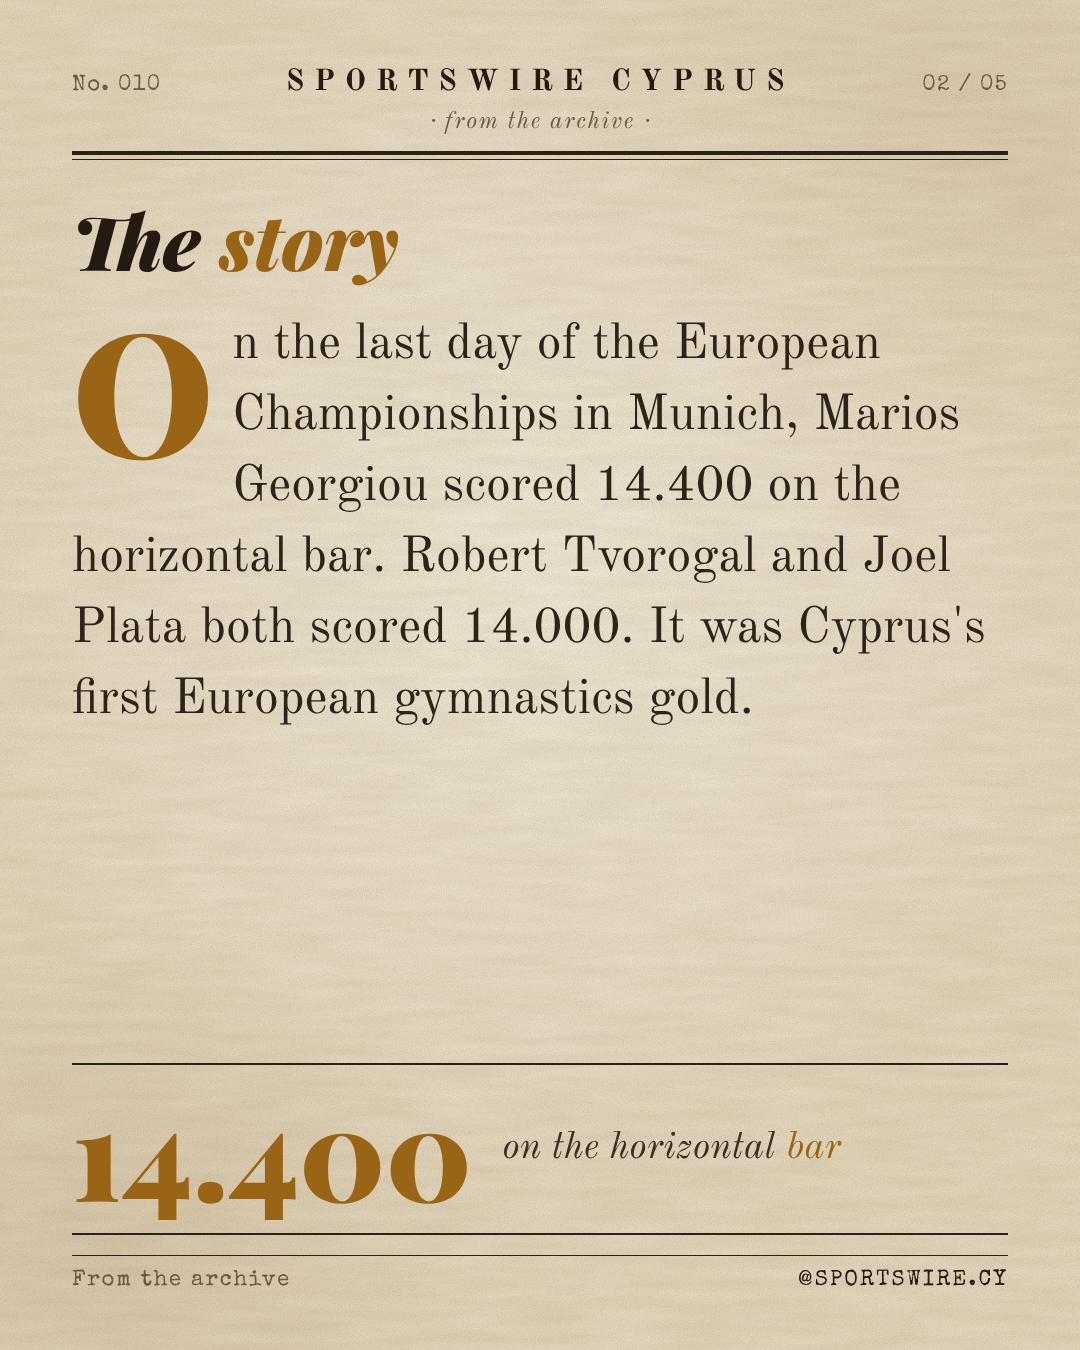 No. 010
SPORTSWIRE CYPRUS
02 / 05
· from the archive ·
The story
On the last day of the European
Championships in Munich, Marios
Georgiou scored 14.400 on the
horizontal bar. Robert Tvorogal and Joel
Plata both scored 14.000. It was Cyprus's
first European gymnastics gold.
14.400 on the horizontal bar
From the archive
@SPORTSWIRE.CY